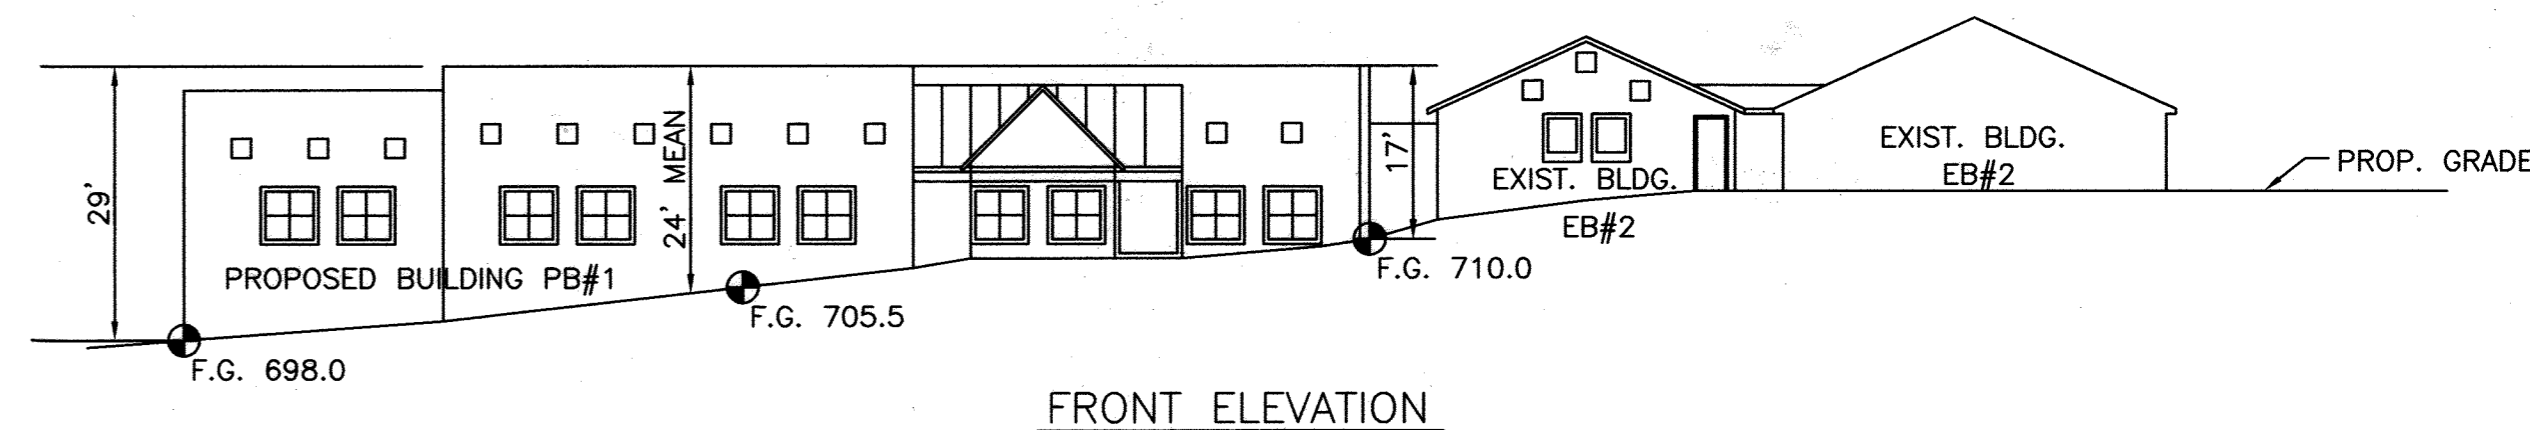 29'
24' MEAN
17'
PROPOSED BUILDING PB#1
F.G. 698.0
F.G. 705.5
F.G. 710.0
EXIST. BLDG.
EB#2
EXIST. BLDG.
EB#2
PROP. GRADE
FRONT ELEVATION